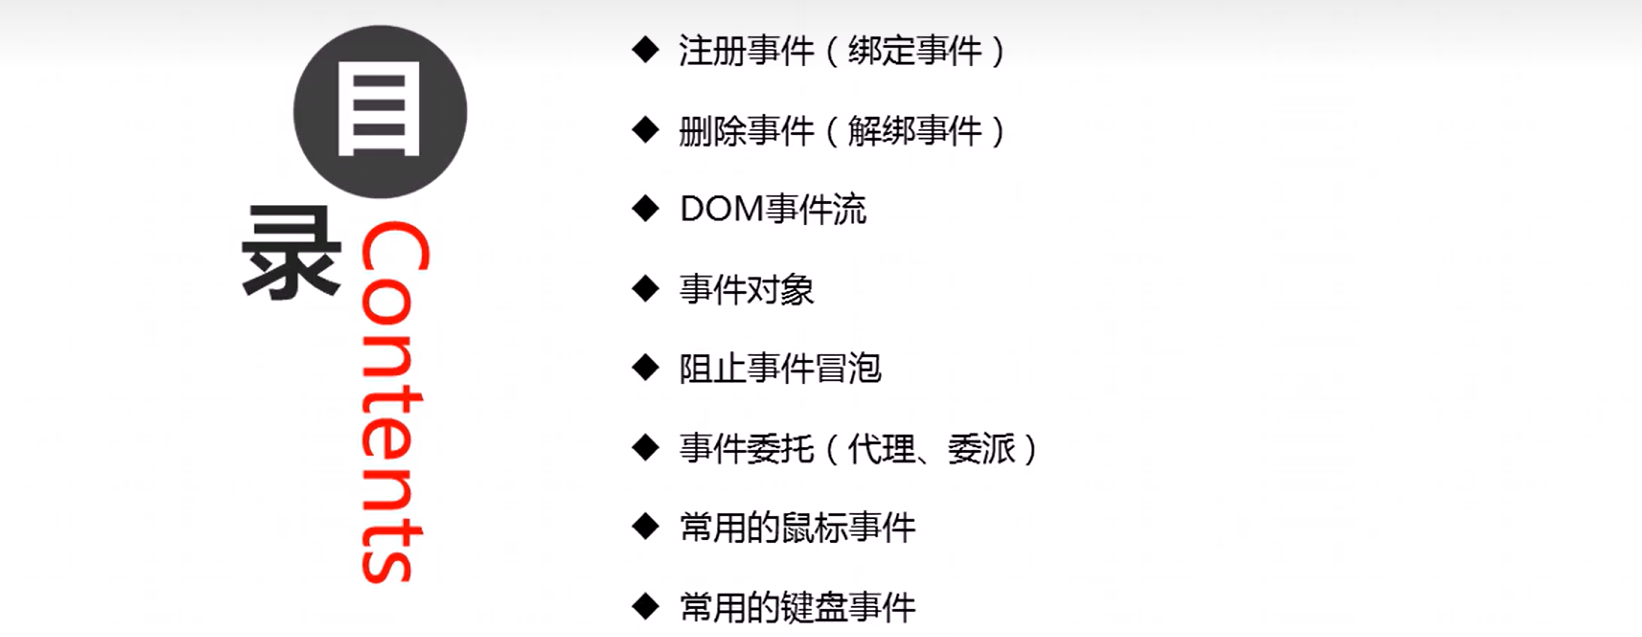 目录
Contents
◆ 注册事件（绑定事件）
◆ 删除事件（解绑事件）
◆ DOM事件流
◆ 事件对象
◆ 阻止事件冒泡
◆ 事件委托（代理、委派）
◆ 常用的鼠标事件
◆ 常用的键盘事件